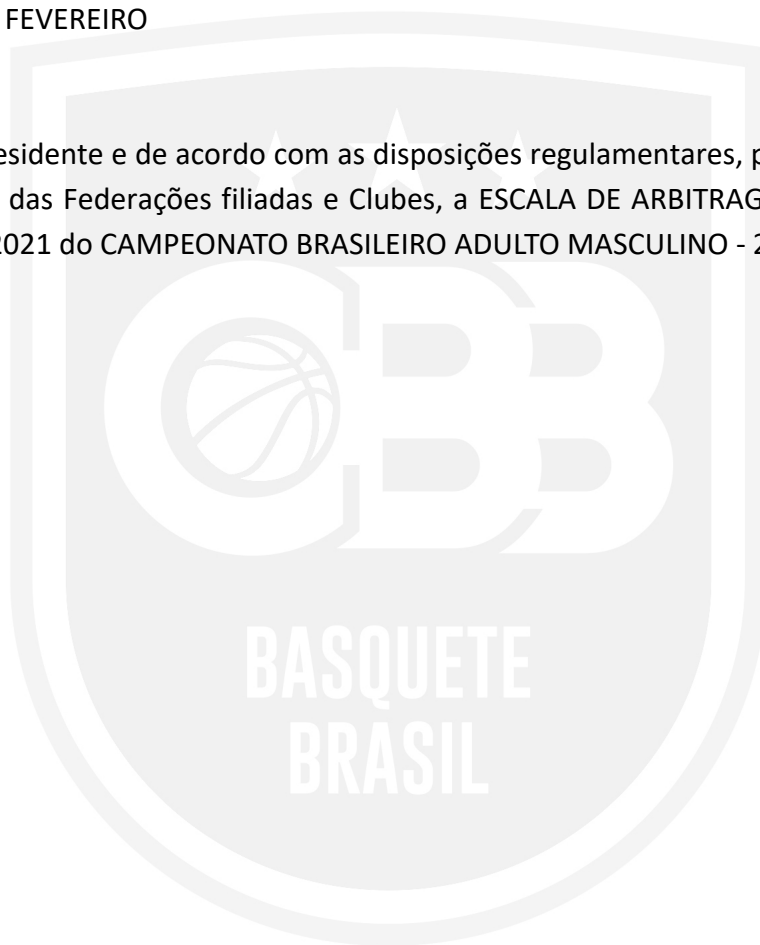 FEVEREIRO
esidente e de acordo com as disposições regulamentares, p
das Federações filiadas e Clubes, a ESCALA DE ARBITRAG
2021 do CAMPEONATO BRASILEIRO ADULTO MASCULINO - 2
CBB
BASQUETE
BRASIL